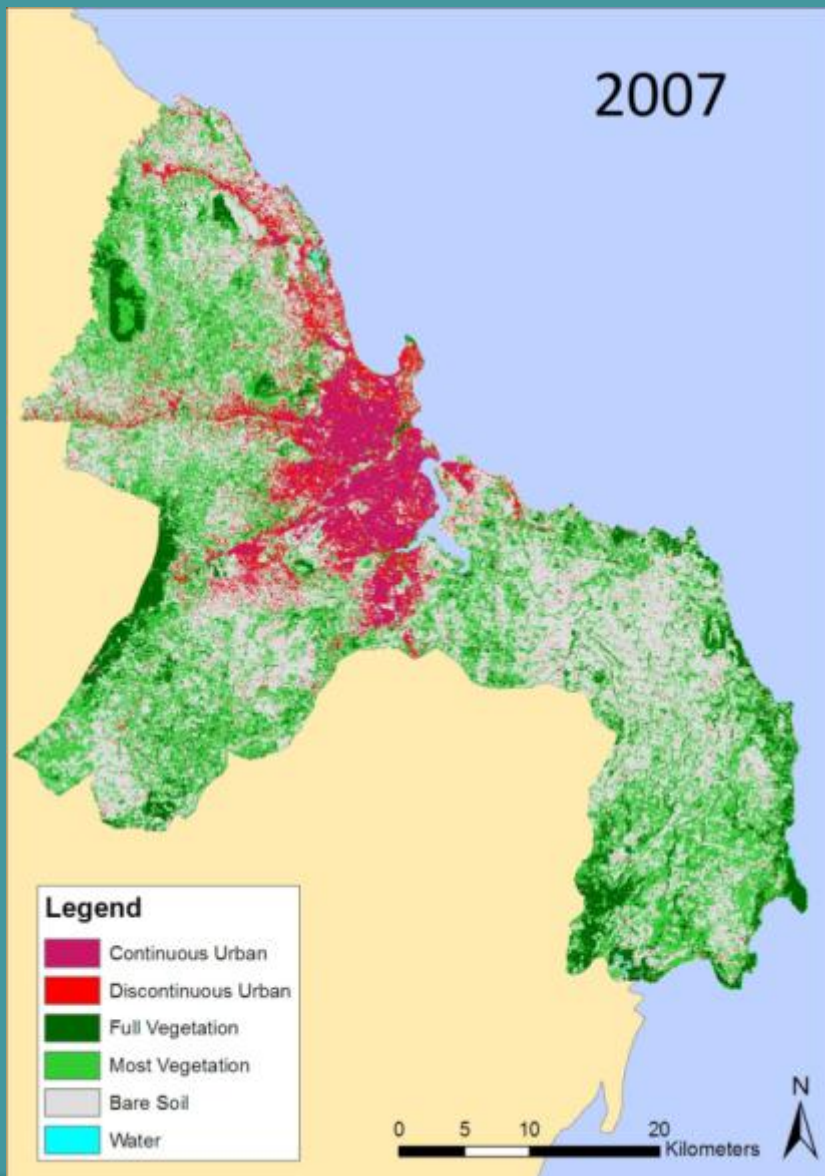 2007
Legend
Continuous Urban
Discontinuous Urban
Full Vegetation
Most Vegetation
Bare Soil
Water
N
0 5 10 20
Kilometers